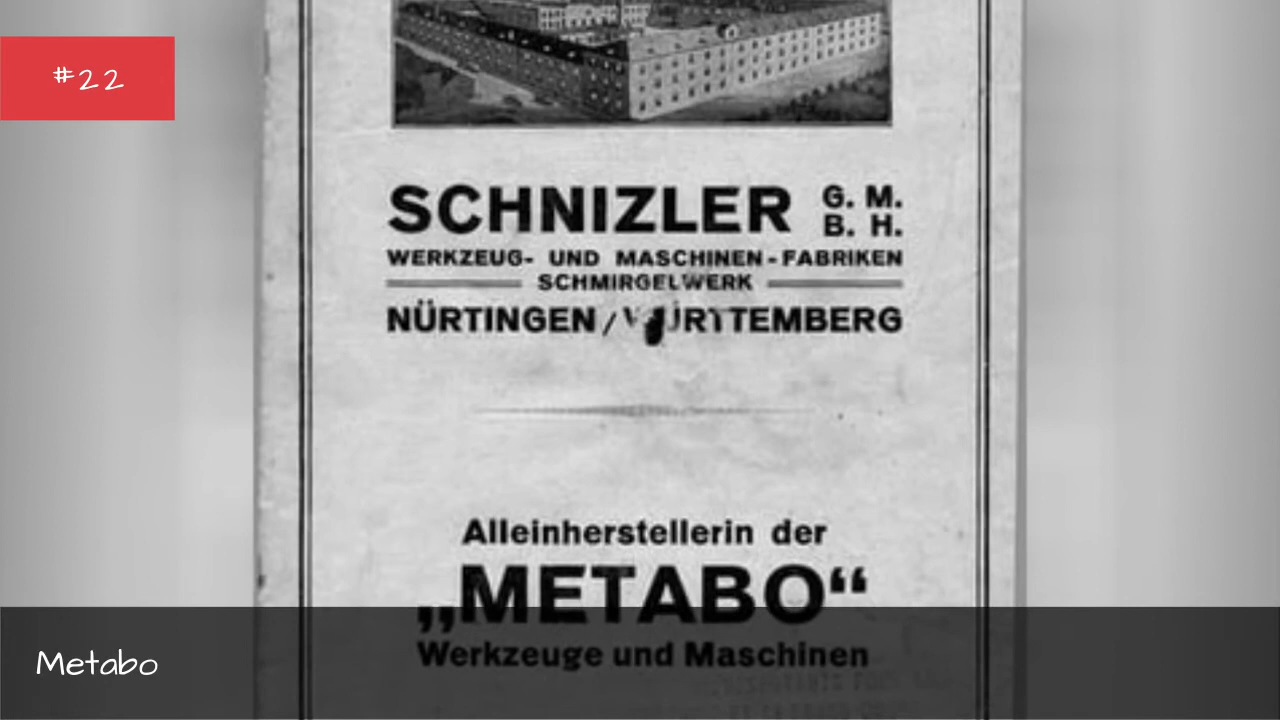 #22
SCHNIZLER G. M. B. H.
WERKZEUG- UND MASCHINEN-FABRIKEN
SCHMIRGELWERK
NÜRTINGEN/WÜRTTEMBERG
Alleinherstellerin der
„METABO“
Werkzeuge und Maschinen
Metabo